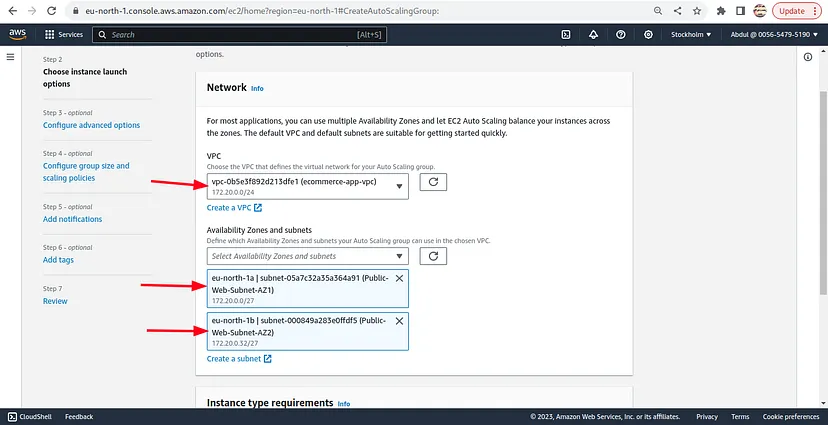 eu-north-1.console.aws.amazon.com/ec2/home?region=eu-north-1#CreateAutoScalingGroup:
Update
aws
Services
Search
[Alt+S]
Stockholm
Abdul @ 0056-5479-5190
options.
Step 2
Choose instance launch
options
Step 3 - optional
Configure advanced options
Step 4 - optional
Configure group size and
scaling policies
Step 5 - optional
Add notifications
Step 6 - optional
Add tags
Step 7
Review
Network Info
For most applications, you can use multiple Availability Zones and let EC2 Auto Scaling balance your instances across
the zones. The default VPC and default subnets are suitable for getting started quickly.
VPC
Choose the VPC that defines the virtual network for your Auto Scaling group.
vpc-0b5e3f892d213dfe1 (ecommerce-app-vpc)
172.20.0.0/24
Create a VPC
Availability Zones and subnets
Define which Availability Zones and subnets your Auto Scaling group can use in the chosen VPC.
Select Availability Zones and subnets
eu-north-1a | subnet-05a7c32a35a364a91 (Public-
Web-Subnet-AZ1)
172.20.0.0/27
eu-north-1b | subnet-000849a283e0ffdf5 (Public-
Web-Subnet-AZ2)
172.20.0.32/27
Create a subnet
Instance type requirements Info
CloudShell
Feedback
© 2023, Amazon Web Services, Inc. or its affiliates.
Privacy
Terms
Cookie preferences